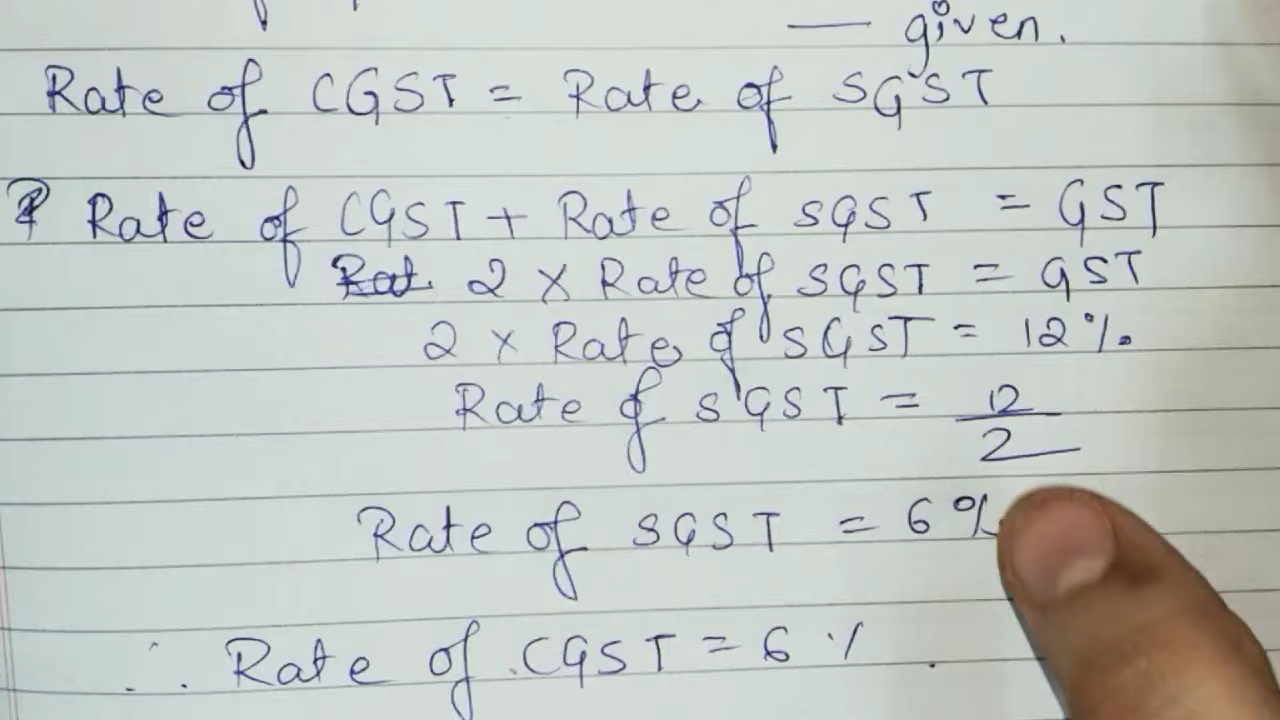 — given.
Rate of CGST = Rate of SGST
Rate of CGST + Rate of SGST = GST
2 × Rate of SGST = GST
2 × Rate of SGST = 12%
Rate of SGST = 12/2
Rate of SGST = 6%
∴ Rate of CGST = 6%